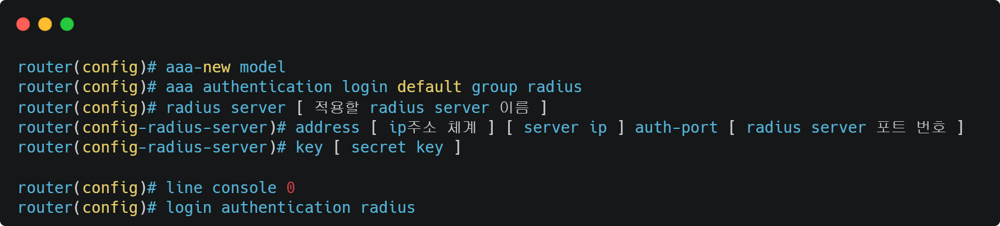 router(config)# aaa-new model
router(config)# aaa authentication login default group radius
router(config)# radius server [ 적용할 radius server 이름 ]
router(config-radius-server)# address [ ip주소 체계 ] [ server ip ] auth-port [ radius server 포트 번호 ]
router(config-radius-server)# key [ secret key ]
router(config)# line console 0
router(config)# login authentication radius